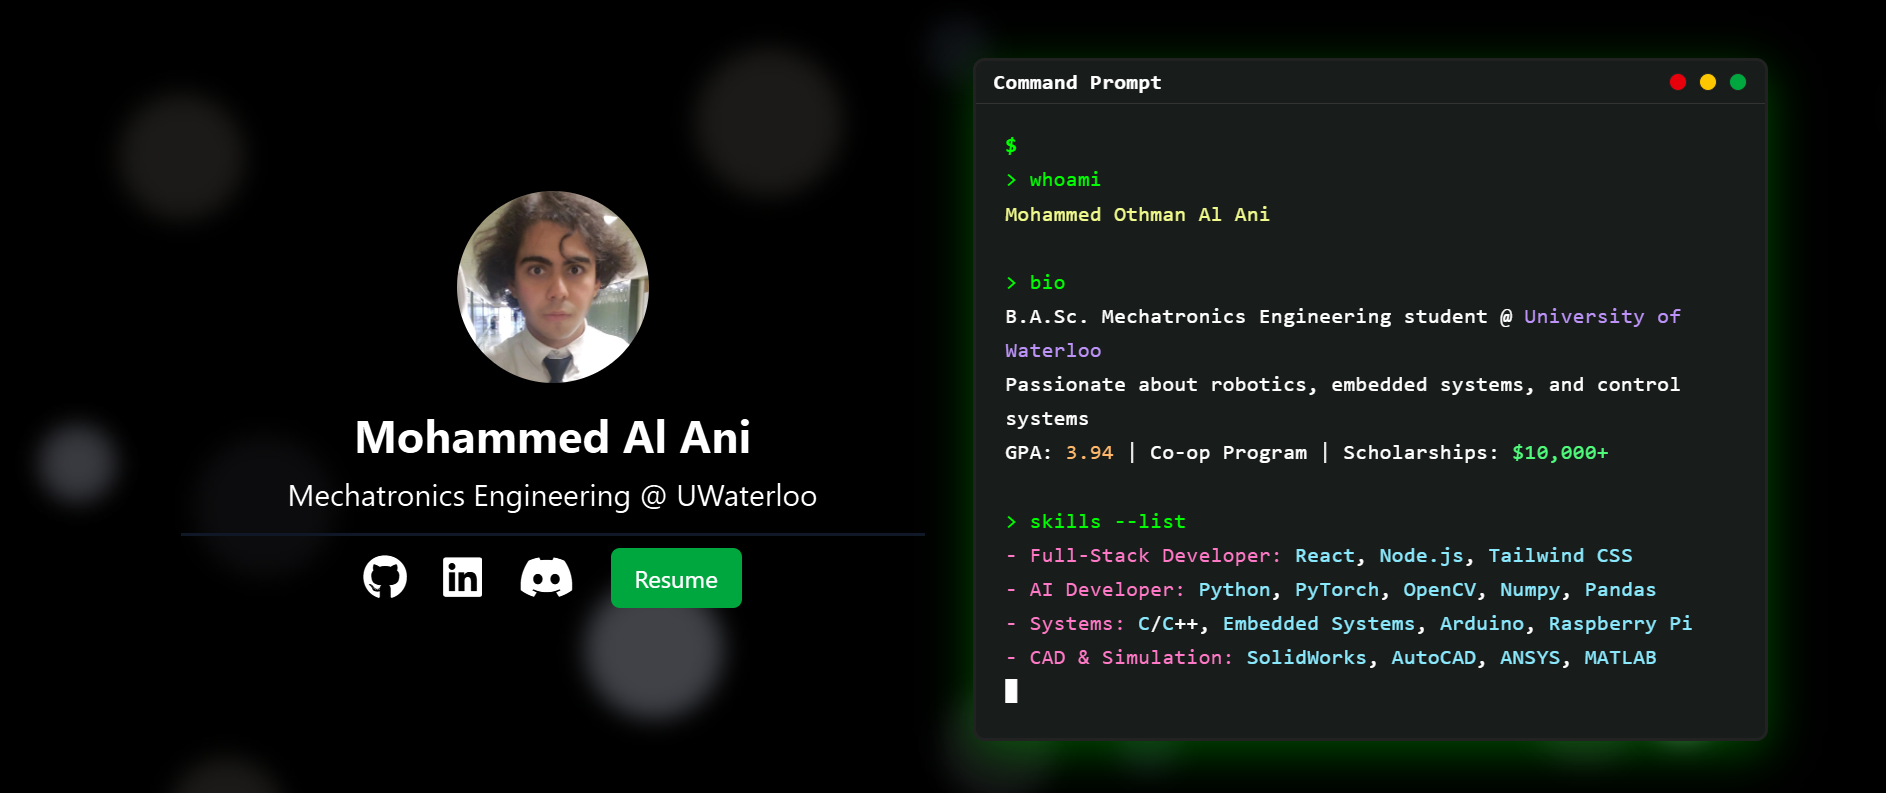 Mohammed Al Ani
Mechatronics Engineering @ UWaterloo
in
Resume
Command Prompt
$
> whoami
Mohammed Othman Al Ani
> bio
B.A.Sc. Mechatronics Engineering student @ University of
Waterloo
Passionate about robotics, embedded systems, and control
systems
GPA: 3.94 | Co-op Program | Scholarships: $10,000+
> skills --list
- Full-Stack Developer: React, Node.js, Tailwind CSS
- AI Developer: Python, PyTorch, OpenCV, Numpy, Pandas
- Systems: C/C++, Embedded Systems, Arduino, Raspberry Pi
- CAD & Simulation: SolidWorks, AutoCAD, ANSYS, MATLAB